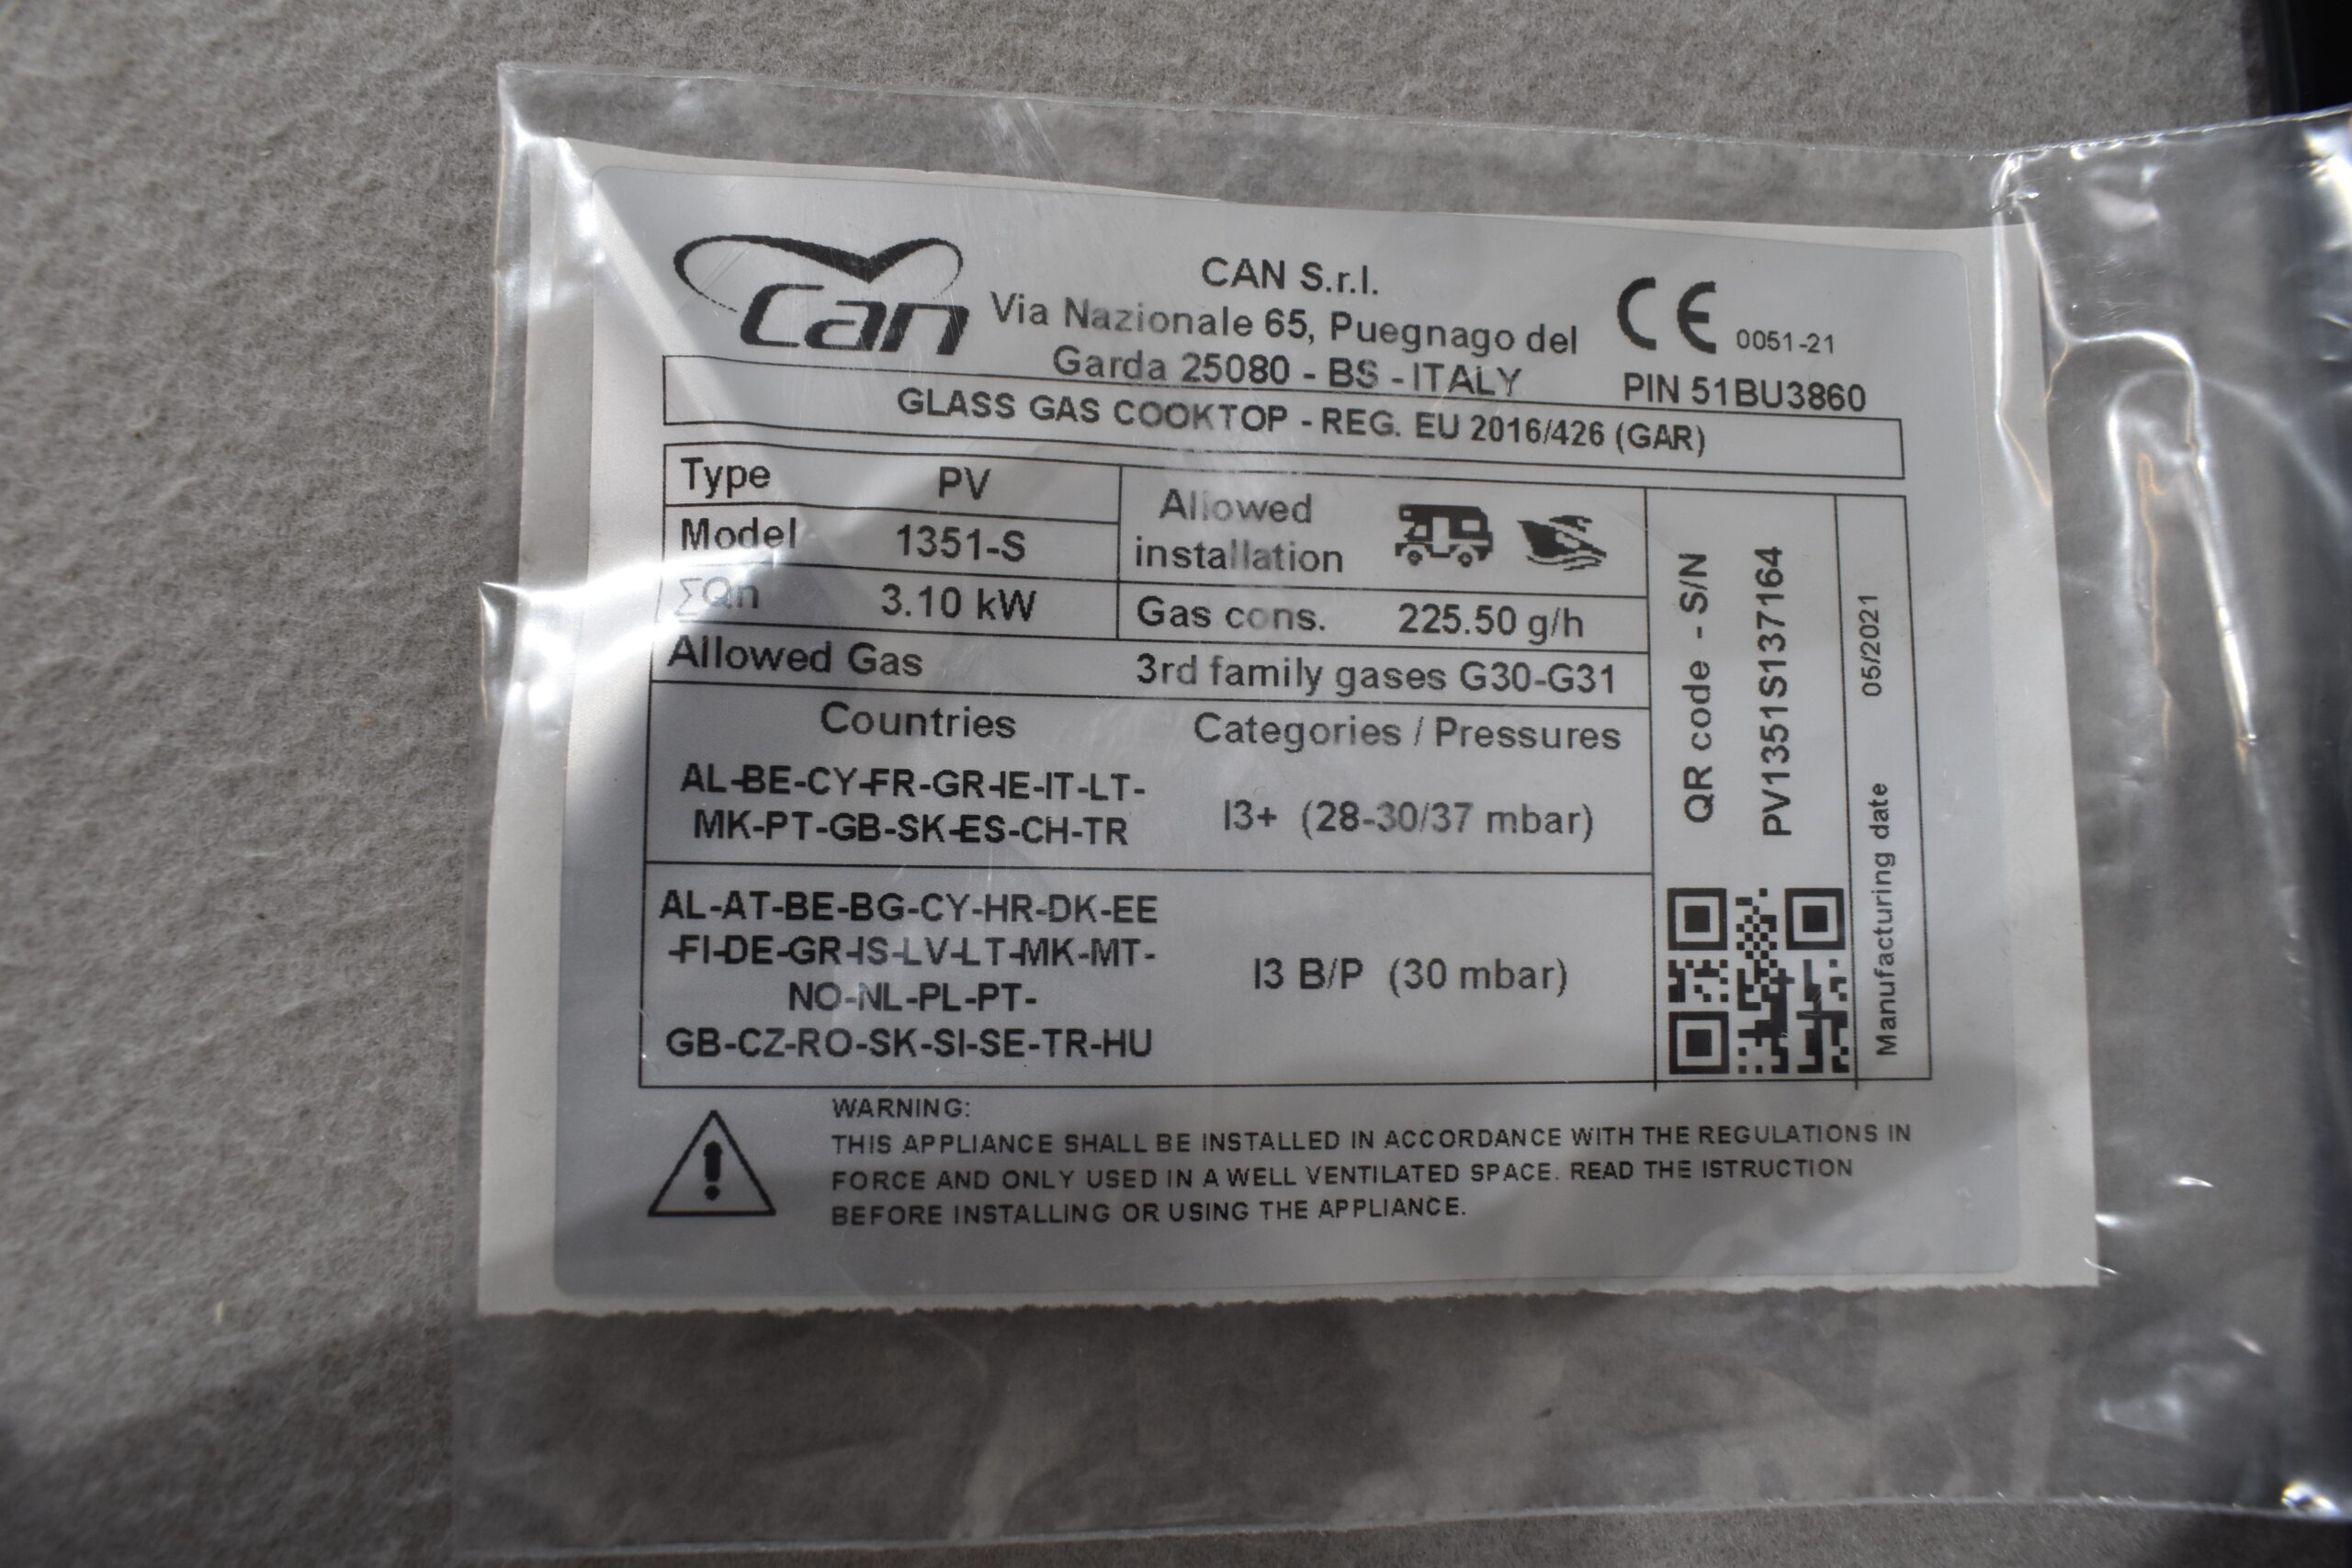 can
CAN S.r.l.
Via Nazionale 65, Puegnago del
Garda 25080 - BS - ITALY
CE 0051-21
PIN 51BU3860
GLASS GAS COOKTOP - REG. EU 2016/426 (GAR)
Type PV
Model 1351-S
∑Qn 3.10 kW
Allowed
installation
Gas cons. 225.50 g/h
Allowed Gas 3rd family gases G30-G31
Countries Categories / Pressures
AL-BE-CY-FR-GR-IE-IT-LT-
MK-PT-GB-SK-ES-CH-TR
I3+ (28-30/37 mbar)
AL-AT-BE-BG-CY-HR-DK-EE
-FI-DE-GR-IS-LV-LT-MK-MT-
NO-NL-PL-PT-
GB-CZ-RO-SK-SI-SE-TR-HU
I3 B/P (30 mbar)
QR code - S/N
PV1351S137164
Manufacturing date 05/2021
WARNING:
THIS APPLIANCE SHALL BE INSTALLED IN ACCORDANCE WITH THE REGULATIONS IN
FORCE AND ONLY USED IN A WELL VENTILATED SPACE. READ THE ISTRUCTION
BEFORE INSTALLING OR USING THE APPLIANCE.